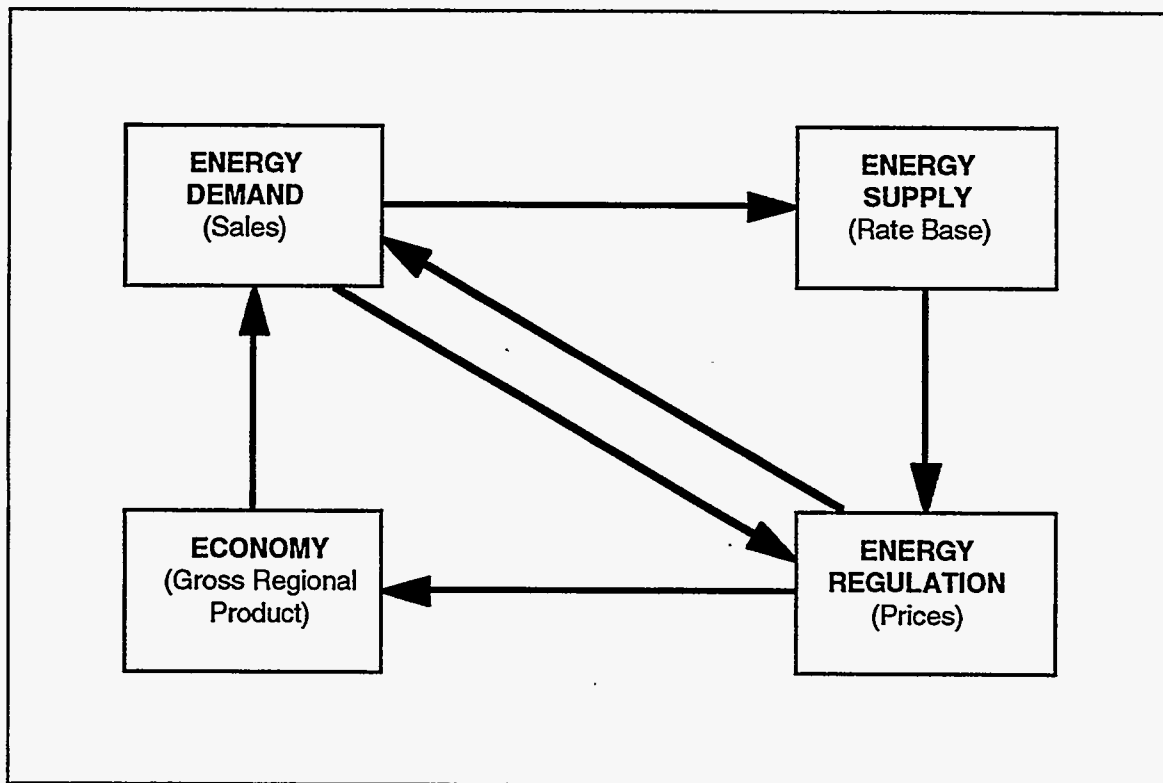 ENERGY
DEMAND
(Sales)
ENERGY
SUPPLY
(Rate Base)
ECONOMY
(Gross Regional
Product)
ENERGY
REGULATION
(Prices)